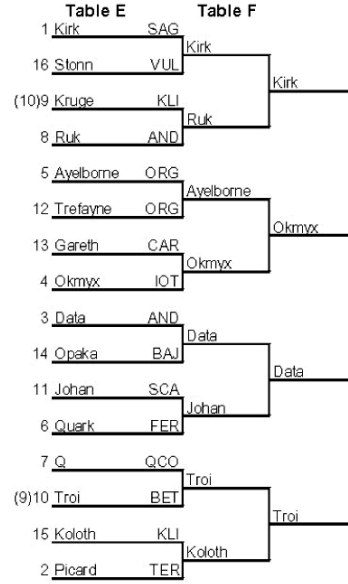 Table E Table F
1 Kirk SAG
Kirk
16 Stonn VUL
Kirk
(10)9 Kruge KLI
Ruk
8 Ruk AND
5 Ayelborne ORG
Ayelborne
12 Trefayne ORG
Okmyx
13 Gareth CAR
Okmyx
4 Okmyx IOT
3 Data AND
Data
14 Opaka BAJ
Data
11 Johan SCA
Johan
6 Quark FER
7 Q QCO
Troi
(9)10 Troi BET
Troi
15 Koloth KLI
Koloth
2 Picard TER